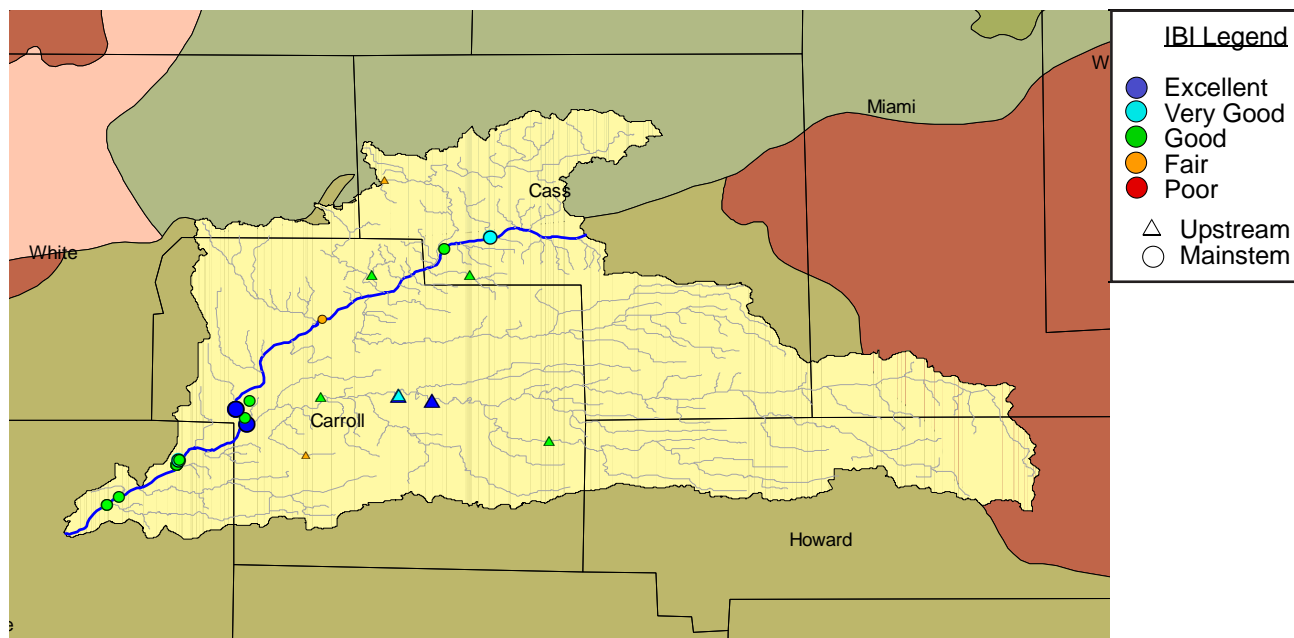 IBI Legend
Excellent
Very Good
Good
Fair
Poor
Upstream
Mainstem
W
Miami
Cass
White
Carroll
Howard
e